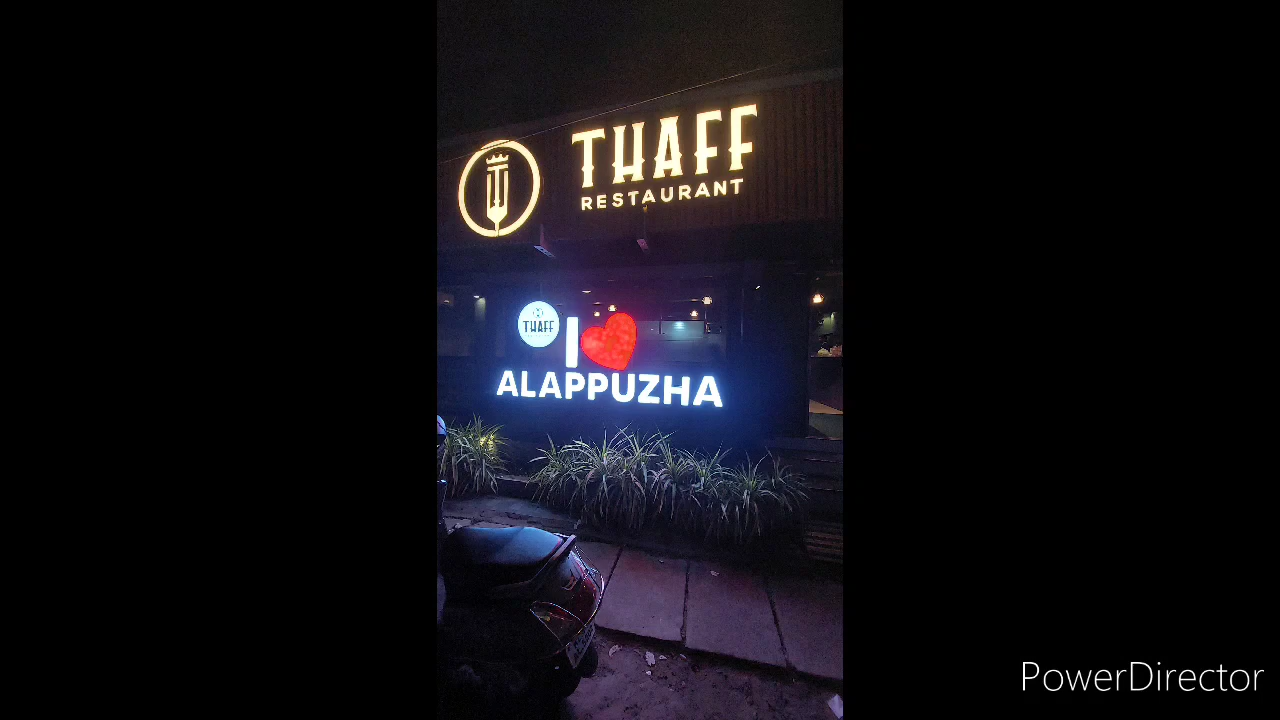 THAFF
RESTAURANT
THAFF
I
ALAPPUZHA
PowerDirector